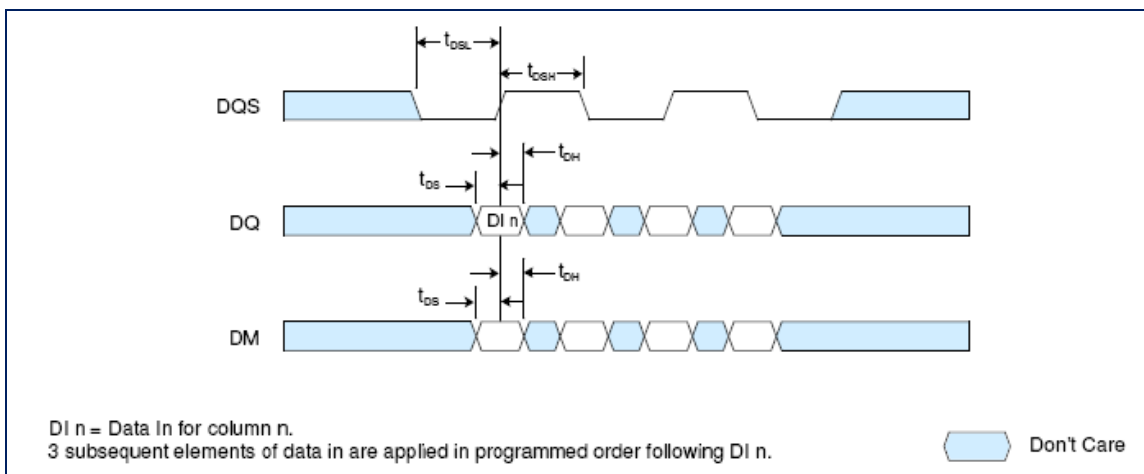 tDSL
tDSH
DQS
tDH
tDS
DQ
DI n
tDH
tDS
DM
DI n = Data In for column n.
3 subsequent elements of data in are applied in programmed order following DI n.
Don't Care